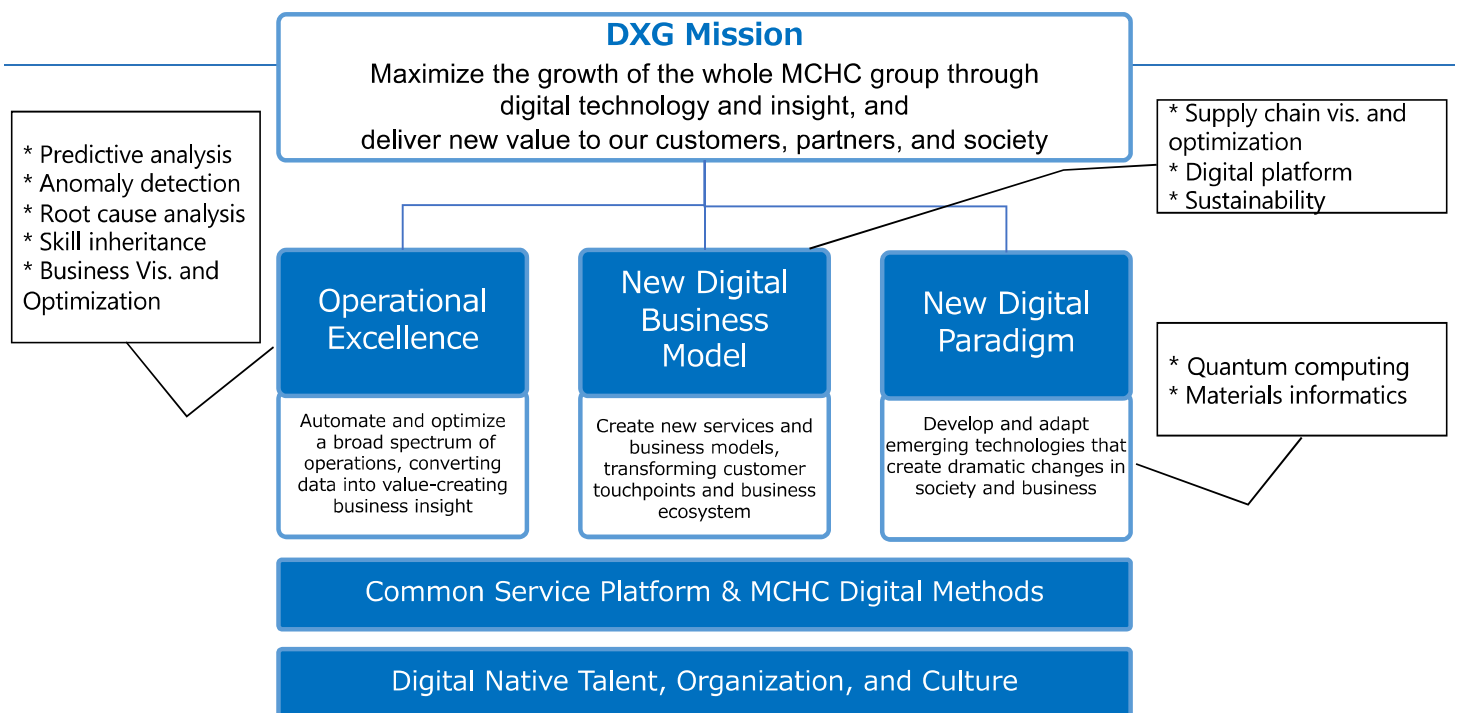 DXG Mission
Maximize the growth of the whole MCHC group through
digital technology and insight, and
deliver new value to our customers, partners, and society
* Predictive analysis
* Anomaly detection
* Root cause analysis
* Skill inheritance
* Business Vis. and
Optimization
* Supply chain vis. and
optimization
* Digital platform
* Sustainability
Operational
Excellence
Automate and optimize
a broad spectrum of
operations, converting
data into value-creating
business insight
New Digital
Business
Model
Create new services and
business models,
transforming customer
touchpoints and business
ecosystem
New Digital
Paradigm
Develop and adapt
emerging technologies that
create dramatic changes in
society and business
* Quantum computing
* Materials informatics
Common Service Platform & MCHC Digital Methods
Digital Native Talent, Organization, and Culture